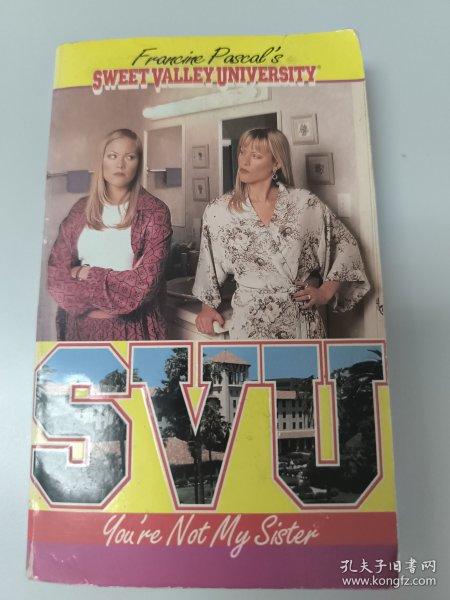 Francine Pascal's
SWEET VALLEY UNIVERSITY®
SVU
You're Not My Sister
孔夫子旧书网
www.kongfz.com